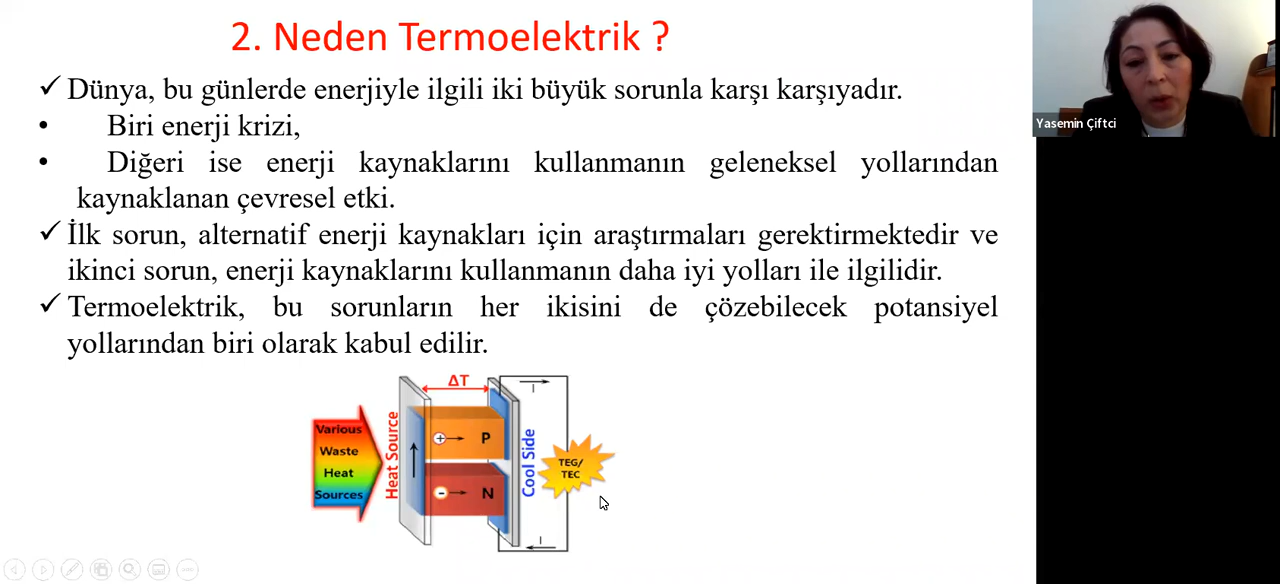 2. Neden Termoelektrik ?
✓ Dünya, bu günlerde enerjiyle ilgili iki büyük sorunla karşı karşıyadır.
• Biri enerji krizi,
• Diğeri ise enerji kaynaklarını kullanmanın geleneksel yollarından
kaynaklanan çevresel etki.
✓ İlk sorun, alternatif enerji kaynakları için araştırmaları gerektirmektedir ve
ikinci sorun, enerji kaynaklarını kullanmanın daha iyi yolları ile ilgilidir.
✓ Termoelektrik, bu sorunların her ikisini de çözebilecek potansiyel
yollarından biri olarak kabul edilir.
Various
Waste
Heat
Sources
Heat Source
ΔT
+ P
- N
Cool Side
I
TEG/
TEC
I
Yasemin Çiftci